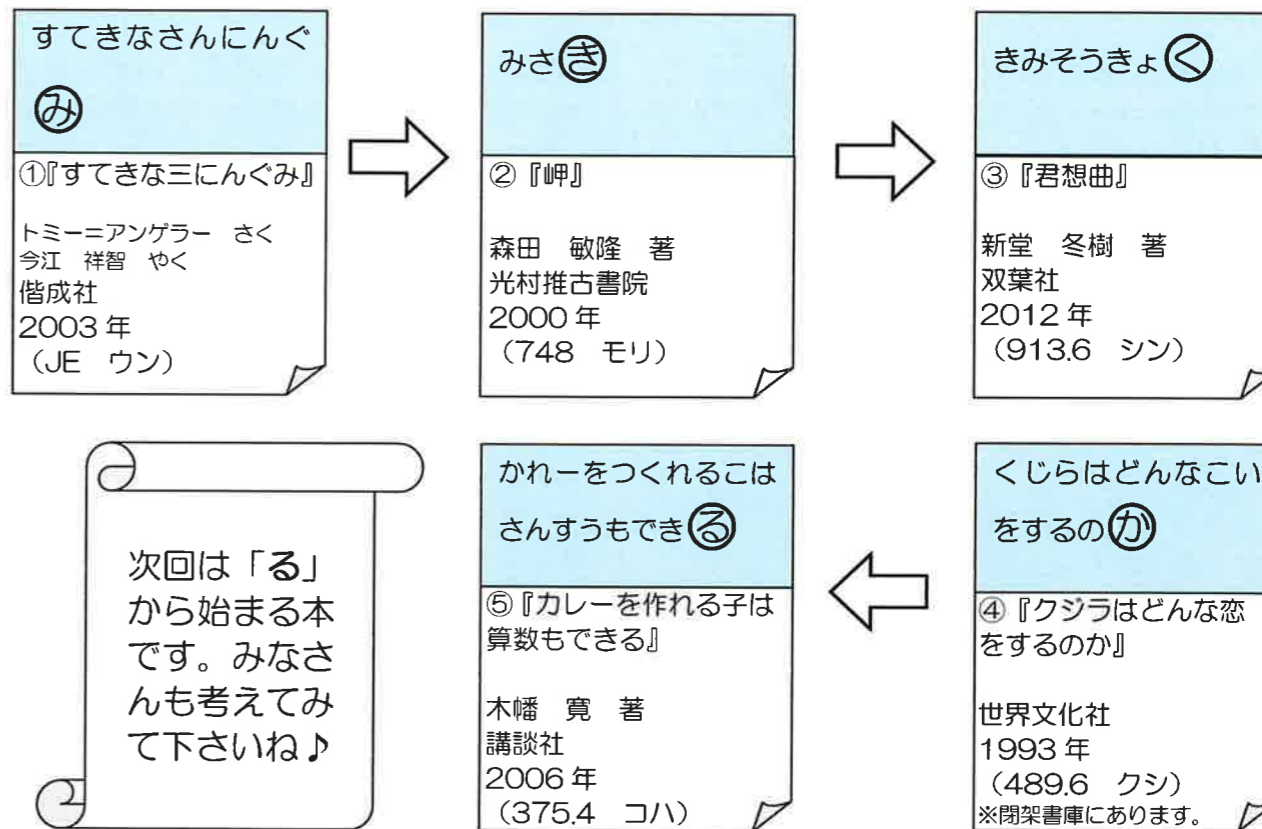 すてきなさんにんぐ
み
①『すてきな三にんぐみ』
トミー=アンゲラー　さく
今江　祥智　やく
偕成社
2003年
（JE　ウン）
みさき
②『岬』
森田　敏隆　著
光村推古書院
2000年
（748　モリ）
きみそうきょく
③『君想曲』
新堂　冬樹　著
双葉社
2012年
（913.6　シン）
くじらはどんなこい
をするのか
④『クジラはどんな恋
をするのか』
世界文化社
1993年
（489.6　クシ）
※閉架書庫にあります。
かれーをつくれるこは
さんすうもできる
⑤『カレーを作れる子は
算数もできる』
木幡　寛　著
講談社
2006年
（375.4　コハ）
次回は「る」
から始まる本
です。みなさ
んも考えてみ
て下さいね♪